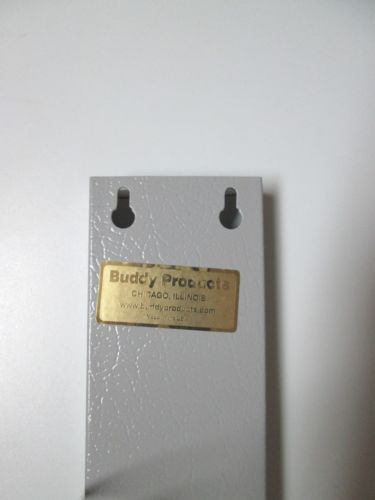 Buddy Products
CHICAGO, ILLINOIS
www.buddyproducts.com